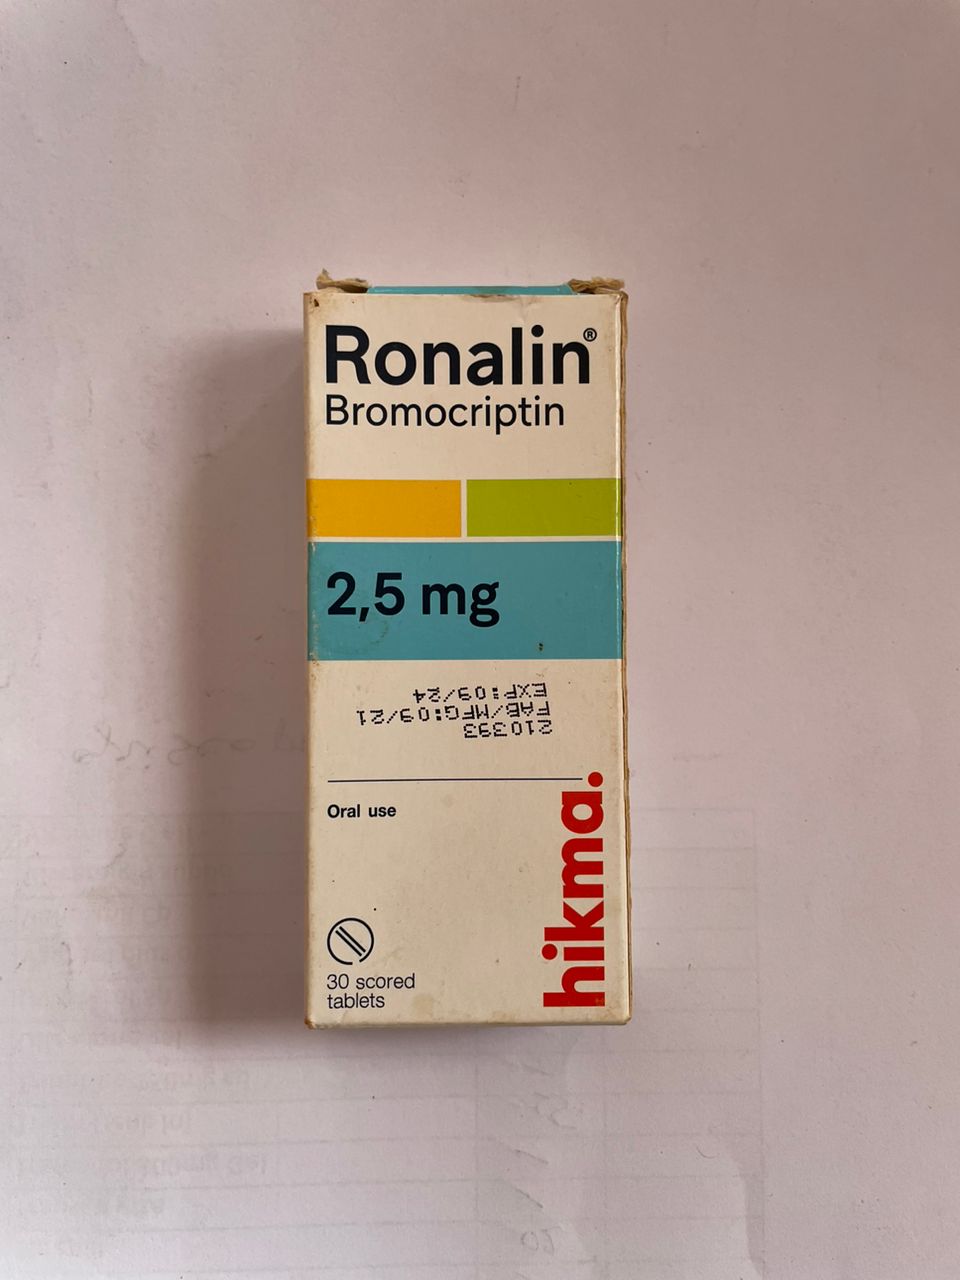 Ronalin®
Bromocriptin
2,5 mg
210393
FAB/MFG:09/21
EXP:09/24
Oral use
hikma.
30 scored
tablets